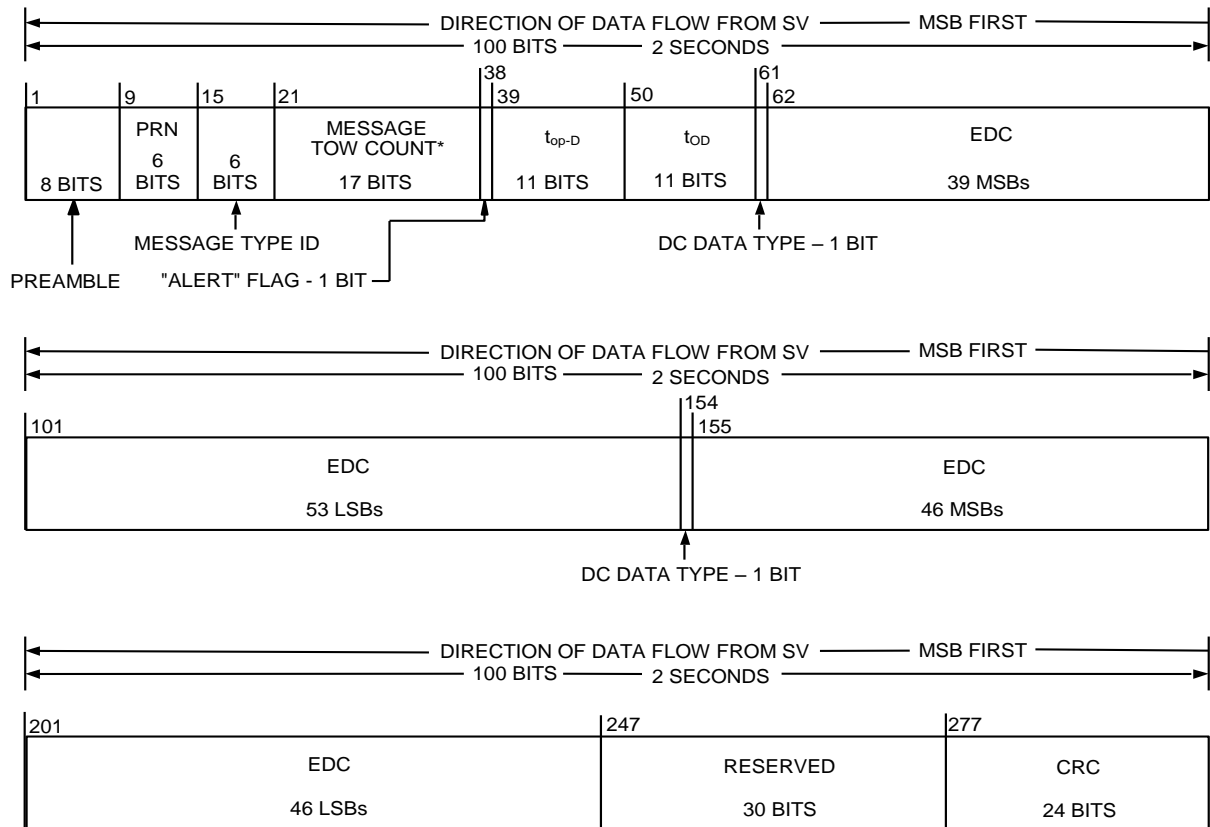 DIRECTION OF DATA FLOW FROM SV MSB FIRST
100 BITS 2 SECONDS
1 9 15 21 38 39 50 61 62
PRN
6
BITS
6
BITS
MESSAGE
TOW COUNT*
17 BITS
top-D
11 BITS
tOD
11 BITS
EDC
39 MSBs
8 BITS
MESSAGE TYPE ID
DC DATA TYPE – 1 BIT
PREAMBLE
"ALERT" FLAG - 1 BIT
DIRECTION OF DATA FLOW FROM SV MSB FIRST
100 BITS 2 SECONDS
101 154 155
EDC
53 LSBs
EDC
46 MSBs
DC DATA TYPE – 1 BIT
DIRECTION OF DATA FLOW FROM SV MSB FIRST
100 BITS 2 SECONDS
201 247 277
EDC
46 LSBs
RESERVED
30 BITS
CRC
24 BITS